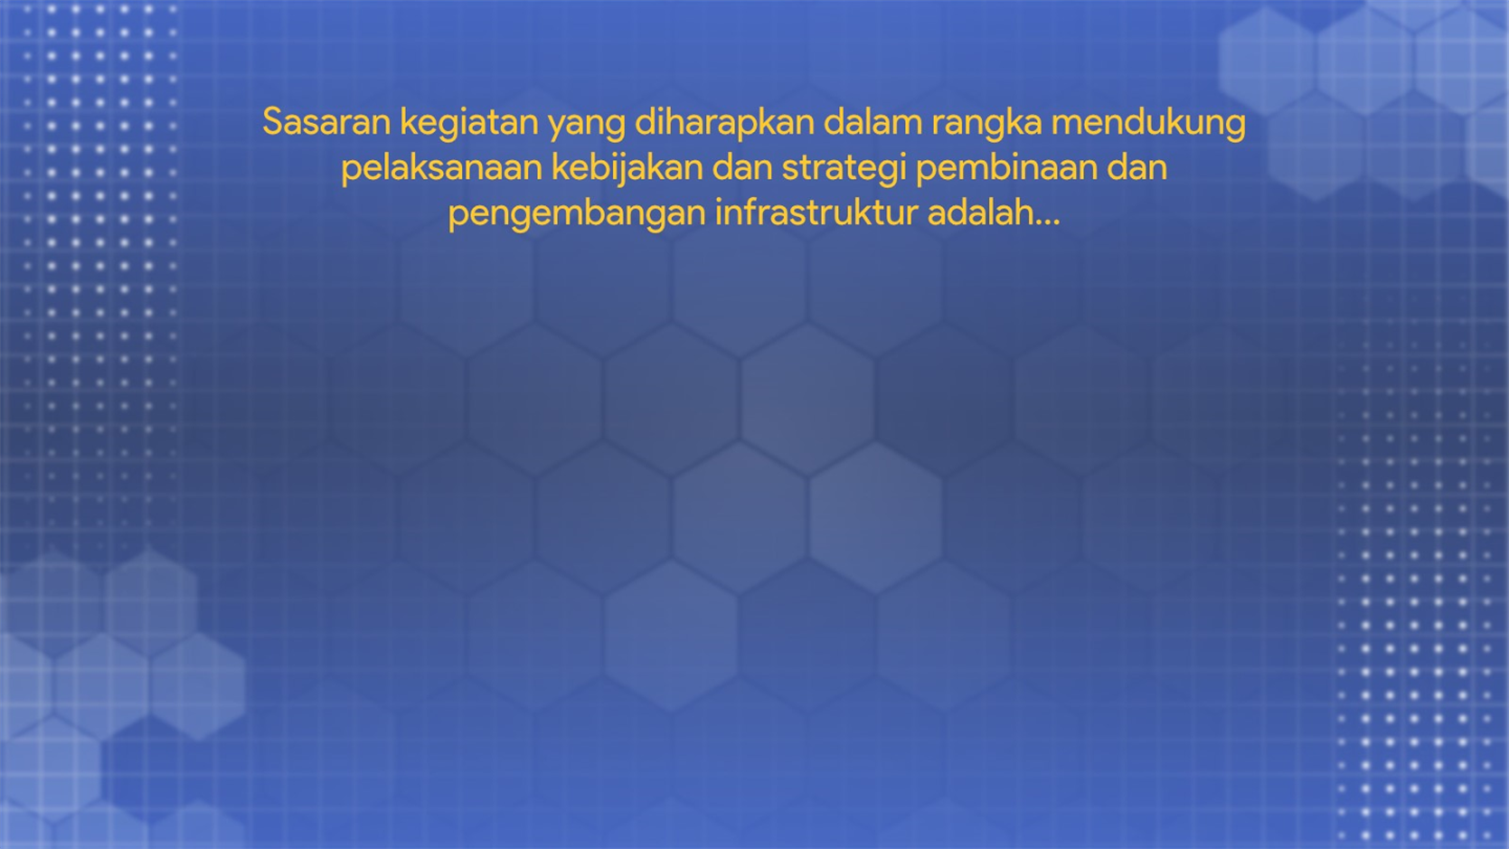 Sasaran kegiatan yang diharapkan dalam rangka mendukung
pelaksanaan kebijakan dan strategi pembinaan dan
pengembangan infrastruktur adalah...